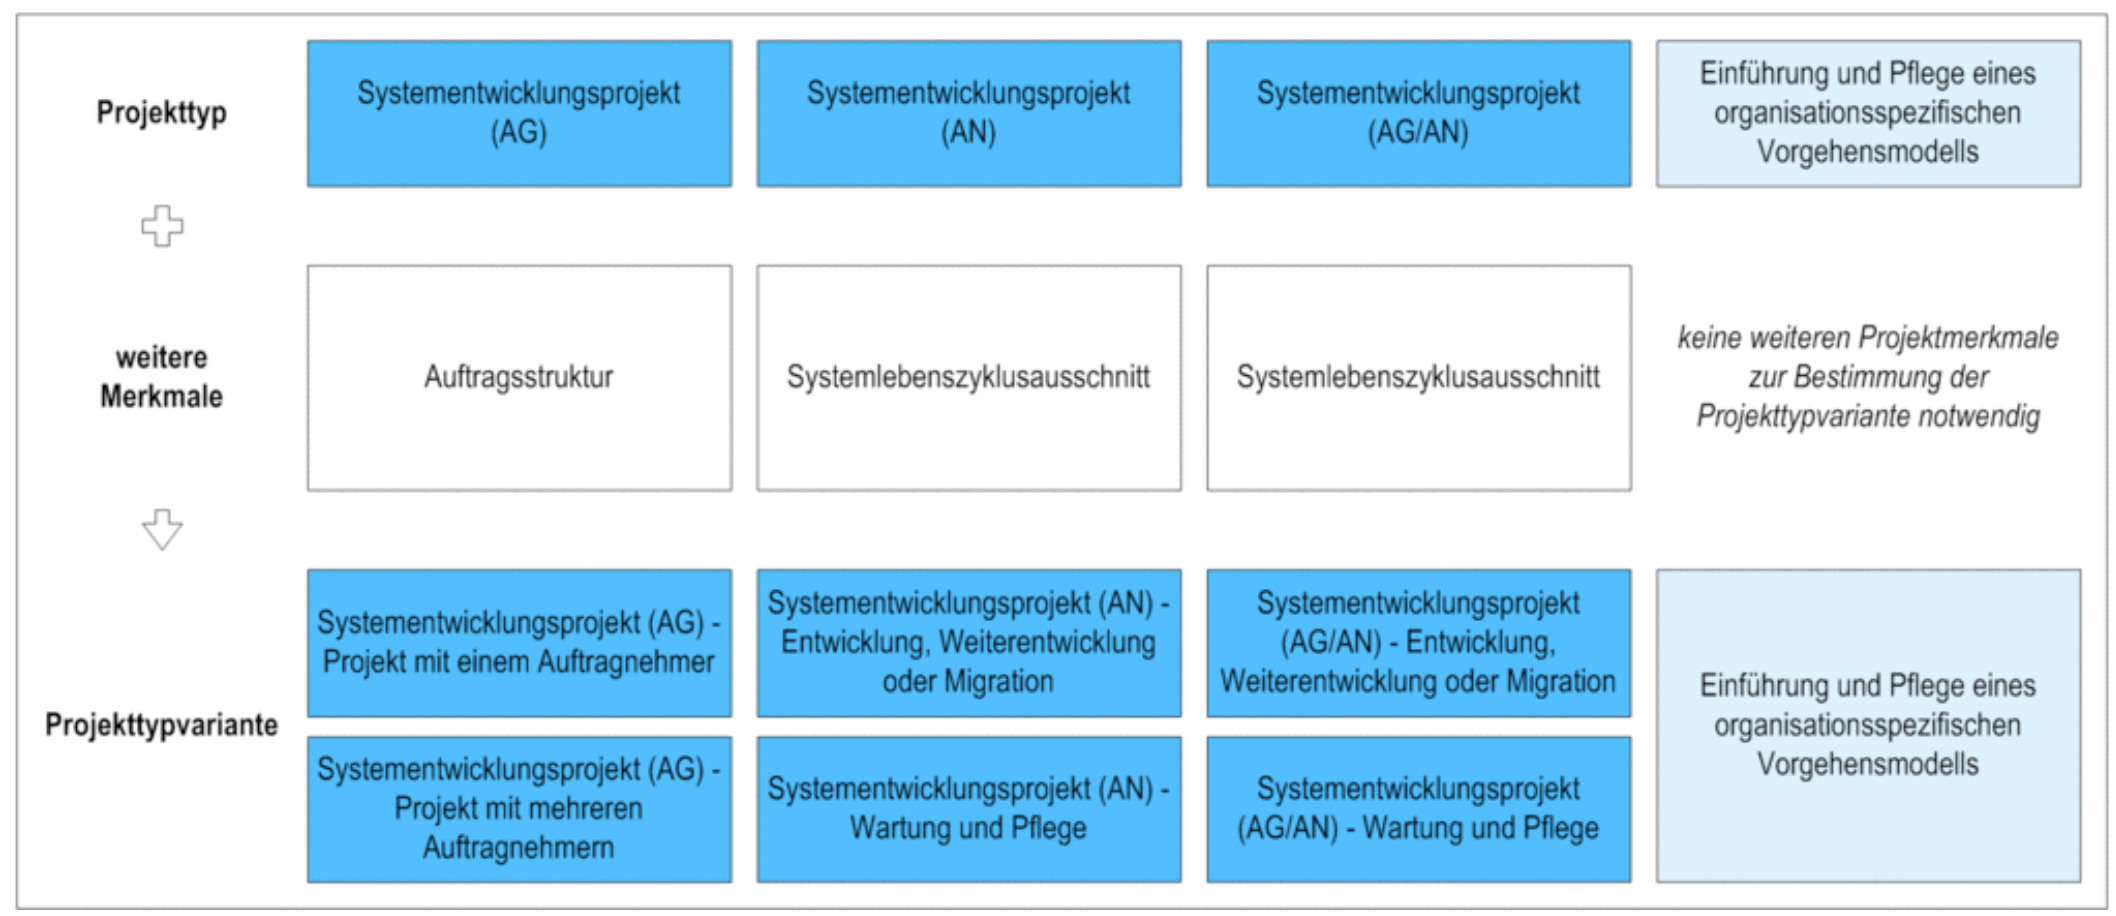 Projekttyp
Systementwicklungsprojekt
(AG)
Systementwicklungsprojekt
(AN)
Systementwicklungsprojekt
(AG/AN)
Einführung und Pflege eines
organisationsspezifischen
Vorgehensmodells
weitere
Merkmale
Auftragsstruktur
Systemlebenszyklusausschnitt
Systemlebenszyklusausschnitt
keine weiteren Projektmerkmale
zur Bestimmung der
Projekttypvariante notwendig
Projekttypvariante
Systementwicklungsprojekt (AG) -
Projekt mit einem Auftragnehmer
Systementwicklungsprojekt (AN) -
Entwicklung, Weiterentwicklung
oder Migration
Systementwicklungsprojekt
(AG/AN) - Entwicklung,
Weiterentwicklung oder Migration
Einführung und Pflege eines
organisationsspezifischen
Vorgehensmodells
Systementwicklungsprojekt (AG) -
Projekt mit mehreren
Auftragnehmern
Systementwicklungsprojekt (AN) -
Wartung und Pflege
Systementwicklungsprojekt
(AG/AN) - Wartung und Pflege